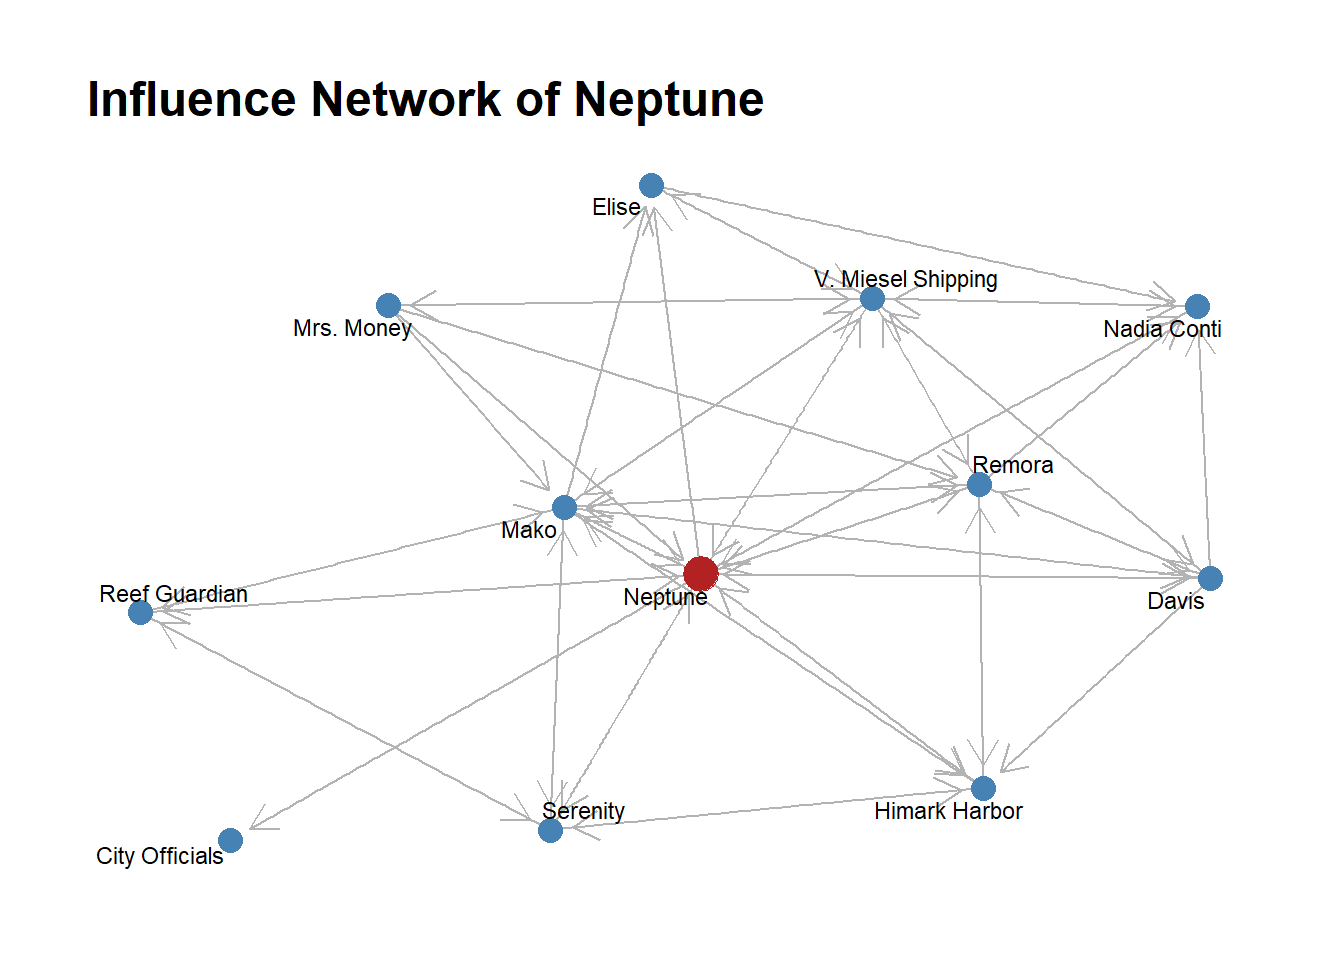 Influence Network of Neptune
Elise
V. Miesel Shipping
Mrs. Money
Nadia Conti
Remora
Mako
Reef Guardian
Neptune
Davis
Serenity
Himark Harbor
City Officials